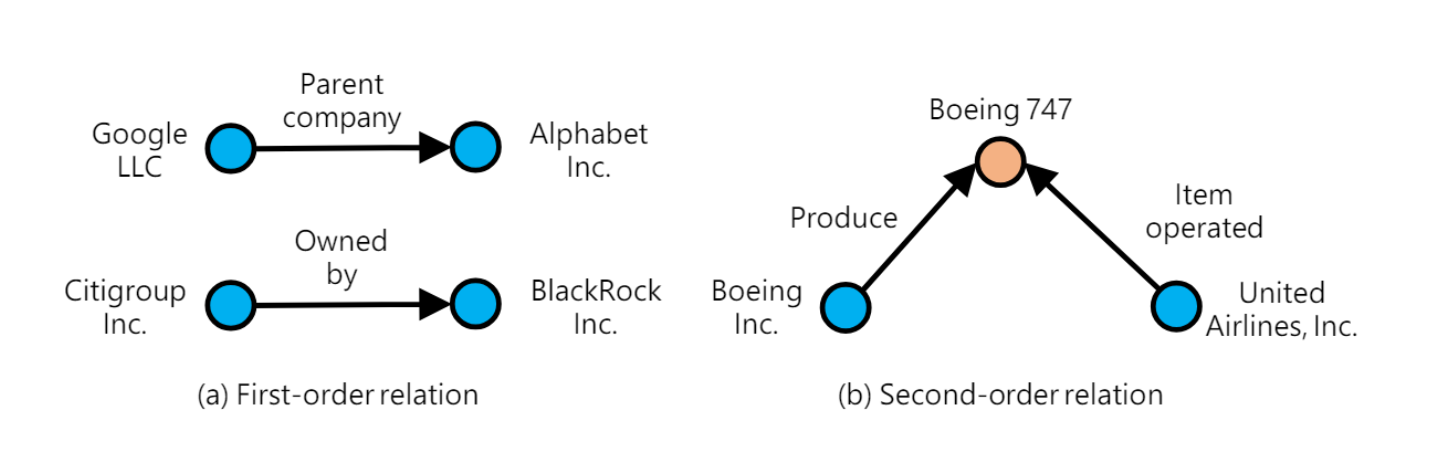 Parent
company
Google
LLC
Alphabet
Inc.
Owned
by
Citigroup
Inc.
BlackRock
Inc.
(a) First-order relation
Boeing 747
Produce
Item
operated
Boeing
Inc.
United
Airlines, Inc.
(b) Second-order relation